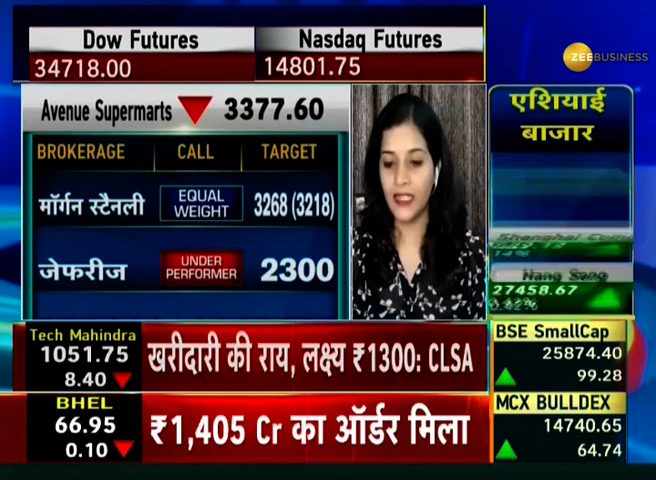 Dow Futures
Nasdaq Futures
34718.00
14801.75
ZEE BUSINESS
Avenue Supermarts
3377.60
BROKERAGE
CALL
TARGET
मॉर्गन स्टैनली
EQUAL
WEIGHT
3268 (3218)
जेफरीज
UNDER
PERFORMER
2300
एशियाई
बाजार
Hang Seng
27458.67
Tech Mahindra
1051.75
8.40
खरीदारी की राय, लक्ष्य ₹1300: CLSA
BHEL
66.95
0.10
₹1,405 Cr का ऑर्डर मिला
BSE SmallCap
25874.40
99.28
MCX BULLDEX
14740.65
64.74